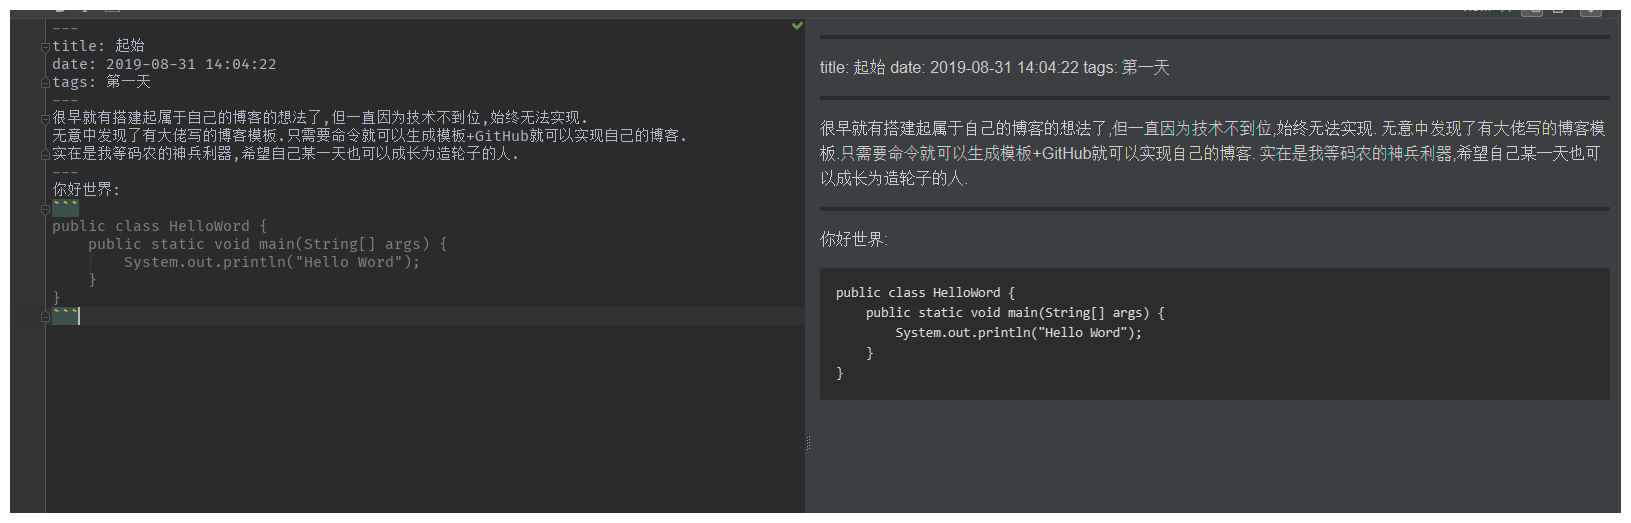 ---
title: 起始
date: 2019-08-31 14:04:22
tags: 第一天
---
很早就有搭建起属于自己的博客的想法了,但一直因为技术不到位,始终无法实现.
无意中发现了有大佬写的博客模板.只需要命令就可以生成模板+GitHub就可以实现自己的博客.
实在是我等码农的神兵利器,希望自己某一天也可以成长为造轮子的人.
---
你好世界:
```
public class HelloWord {
    public static void main(String[] args) {
        System.out.println("Hello Word");
    }
}
```
title: 起始 date: 2019-08-31 14:04:22 tags: 第一天
很早就有搭建起属于自己的博客的想法了,但一直因为技术不到位,始终无法实现. 无意中发现了有大佬写的博客模
板.只需要命令就可以生成模板+GitHub就可以实现自己的博客. 实在是我等码农的神兵利器,希望自己某一天也可
以成长为造轮子的人.
你好世界:
public class HelloWord {
    public static void main(String[] args) {
        System.out.println("Hello Word");
    }
}